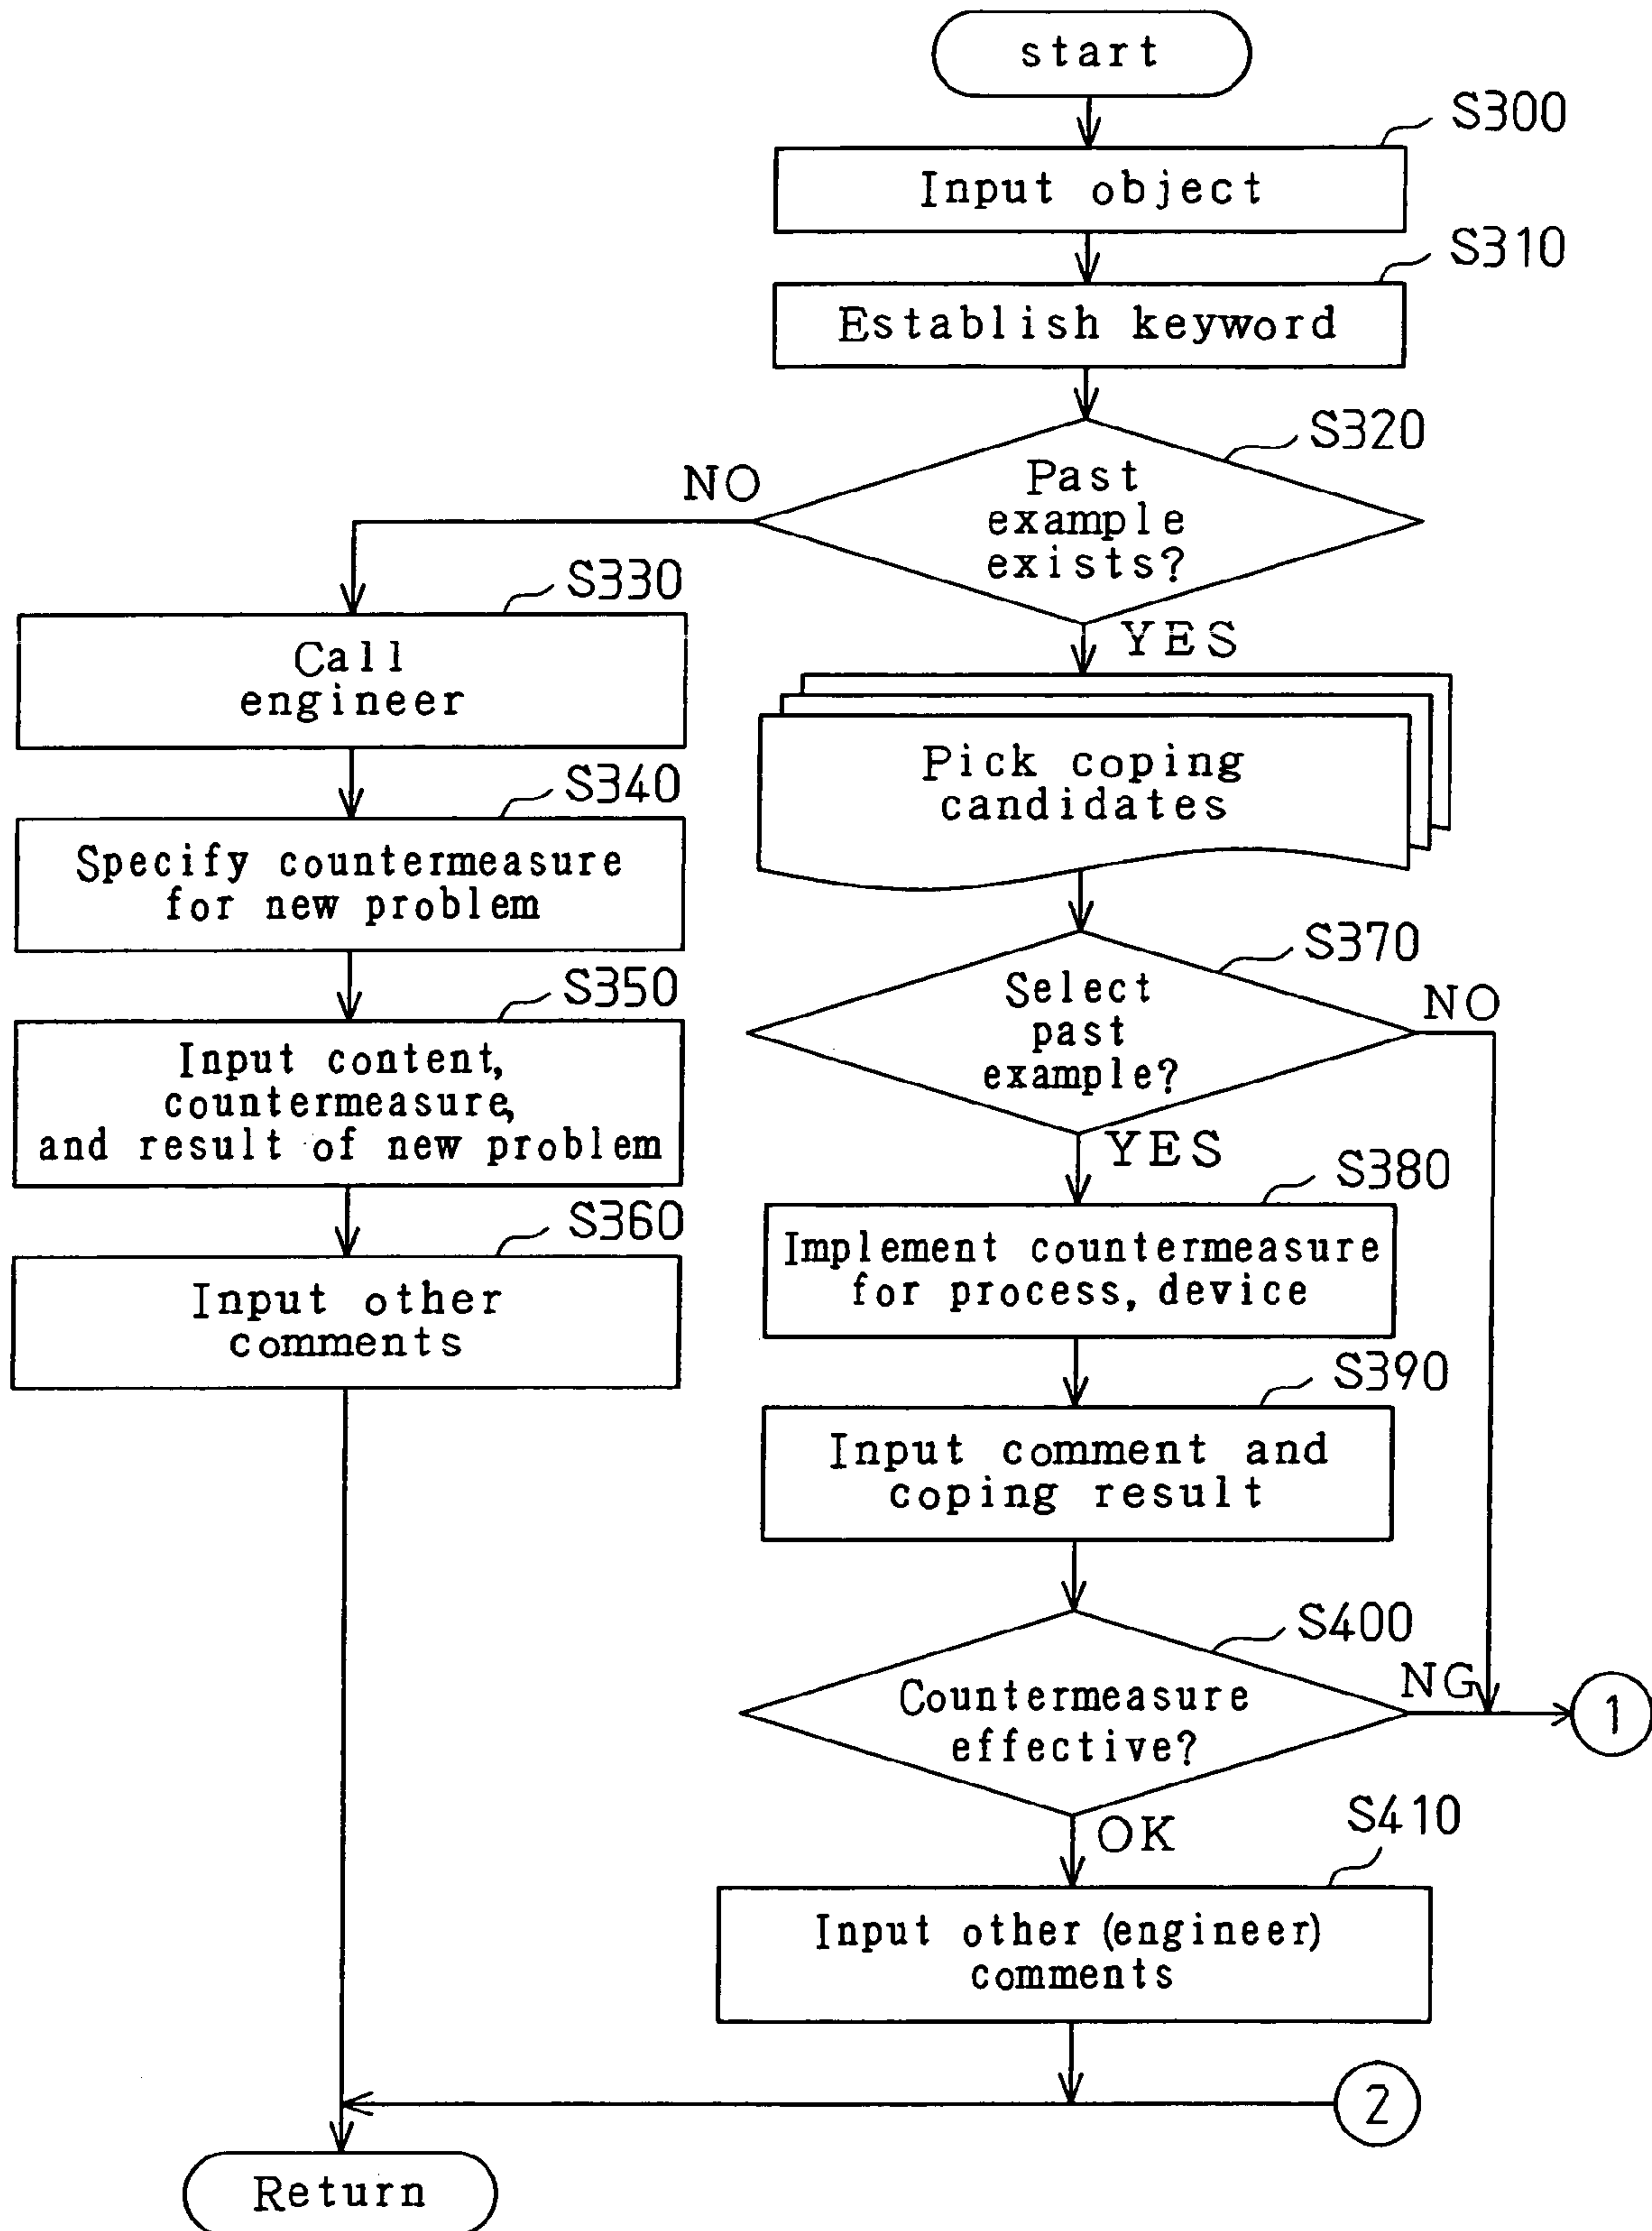 start
S300
Input object
S310
Establish keyword
S320
Past
example
exists?
NO
YES
S330
Call
engineer
S340
Specify countermeasure
for new problem
S350
Input content,
countermeasure,
and result of new problem
S360
Input other
comments
Pick coping
candidates
S370
Select
past
example?
NO
YES
S380
Implement countermeasure
for process, device
S390
Input comment and
coping result
S400
Countermeasure
effective?
NG
1
OK
S410
Input other (engineer)
comments
2
Return